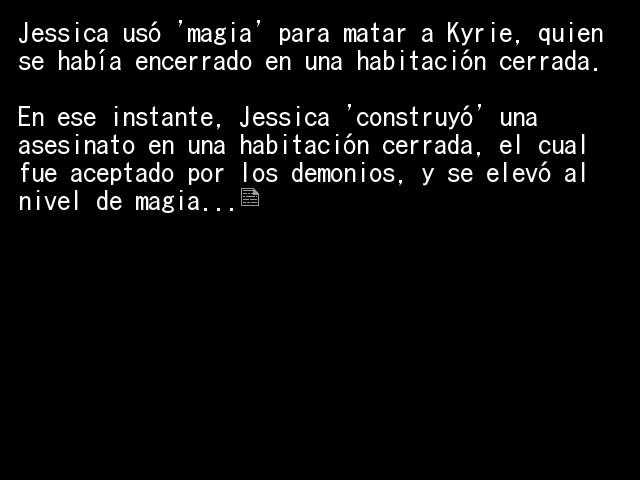 Jessica usó 'magia' para matar a Kyrie, quien
se había encerrado en una habitación cerrada.
En ese instante, Jessica 'construyó' una
asesinato en una habitación cerrada, el cual
fue aceptado por los demonios, y se elevó al
nivel de magia...